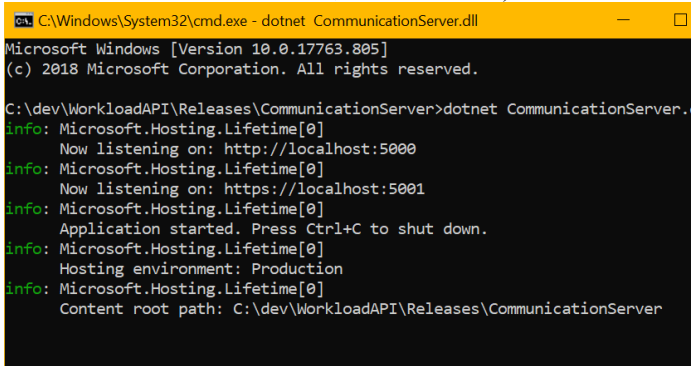 C:\Windows\System32\cmd.exe - dotnet CommunicationServer.dll
Microsoft Windows [Version 10.0.17763.805]
(c) 2018 Microsoft Corporation. All rights reserved.
C:\dev\WorkloadAPI\Releases\CommunicationServer>dotnet CommunicationServer.
info: Microsoft.Hosting.Lifetime[0]
Now listening on: http://localhost:5000
info: Microsoft.Hosting.Lifetime[0]
Now listening on: https://localhost:5001
info: Microsoft.Hosting.Lifetime[0]
Application started. Press Ctrl+C to shut down.
info: Microsoft.Hosting.Lifetime[0]
Hosting environment: Production
info: Microsoft.Hosting.Lifetime[0]
Content root path: C:\dev\WorkloadAPI\Releases\CommunicationServer